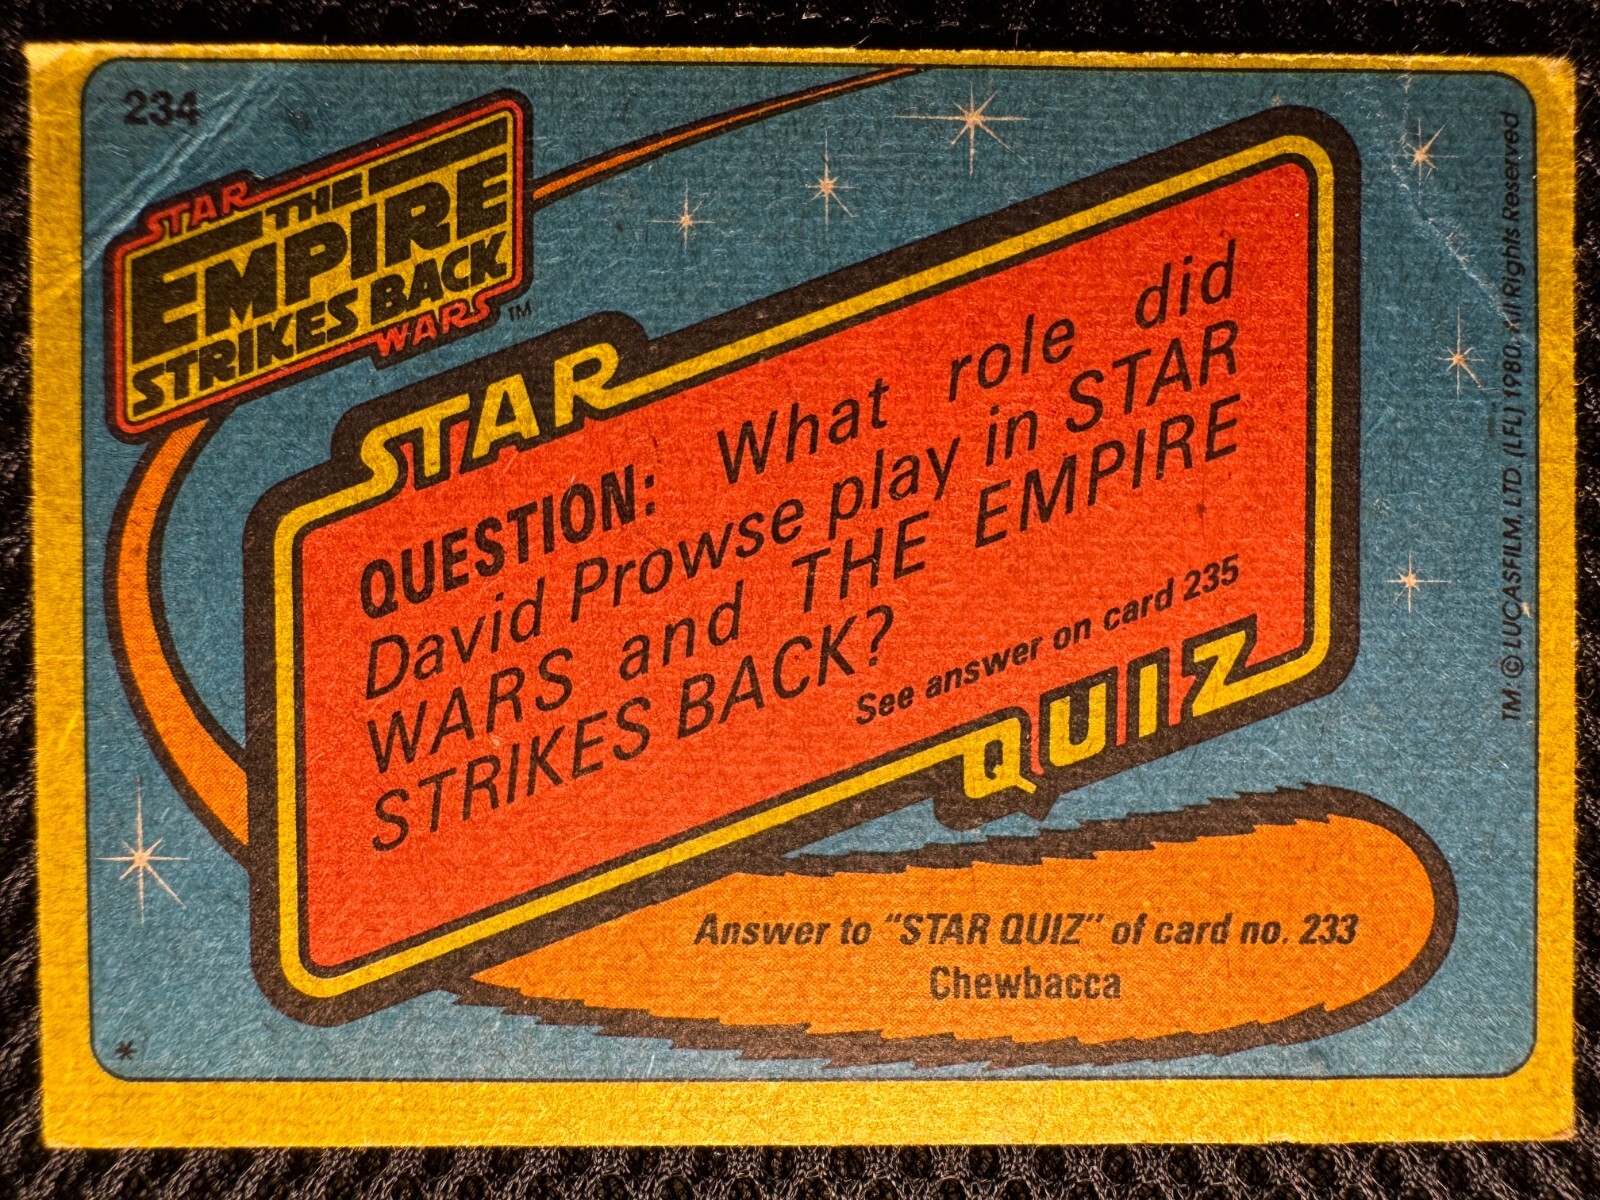 234
STAR
THE
EMPIRE
STRIKES BACK
WARS™
STAR
QUESTION: What role did
David Prowse play in STAR
WARS and THE EMPIRE
STRIKES BACK?
See answer on card 235
QUIZ
Answer to “STAR QUIZ” of card no. 233
Chewbacca
*
TM. © LUCASFILM, LTD. (LFL) 1980. All Rights Reserved